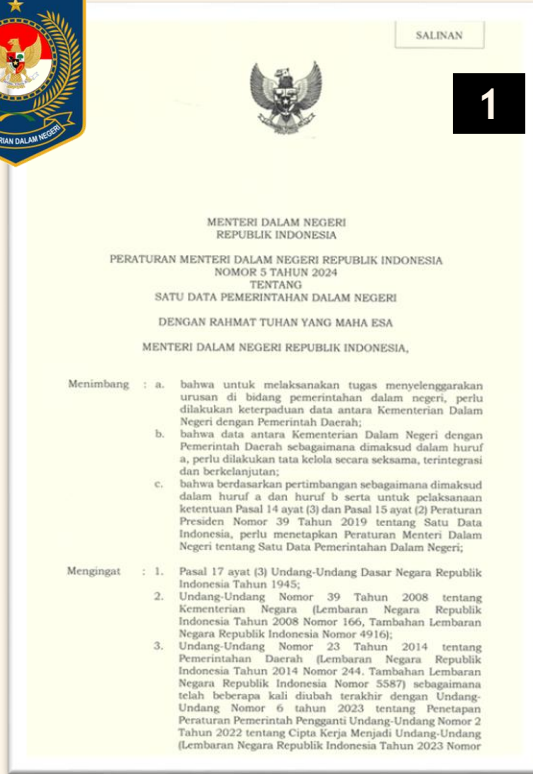 SALINAN
1
RIAN DALAM NEGERI
MENTERI DALAM NEGERI
REPUBLIK INDONESIA
PERATURAN MENTERI DALAM NEGERI REPUBLIK INDONESIA
NOMOR 5 TAHUN 2024
TENTANG
SATU DATA PEMERINTAHAN DALAM NEGERI
DENGAN RAHMAT TUHAN YANG MAHA ESA
MENTERI DALAM NEGERI REPUBLIK INDONESIA,
Menimbang : a. bahwa untuk melaksanakan tugas menyelenggarakan
urusan di bidang pemerintahan dalam negeri, perlu
dilakukan keterpaduan data antara Kementerian Dalam
Negeri dengan Pemerintah Daerah;
b. bahwa data antara Kementerian Dalam Negeri dengan
Pemerintah Daerah sebagaimana dimaksud dalam huruf
a, perlu dilakukan tata kelola secara seksama, terintegrasi
dan berkelanjutan;
c. bahwa berdasarkan pertimbangan sebagaimana dimaksud
dalam huruf a dan huruf b serta untuk pelaksanaan
ketentuan Pasal 14 ayat (3) dan Pasal 15 ayat (2) Peraturan
Presiden Nomor 39 Tahun 2019 tentang Satu Data
Indonesia, perlu menetapkan Peraturan Menteri Dalam
Negeri tentang Satu Data Pemerintahan Dalam Negeri;
Mengingat : 1. Pasal 17 ayat (3) Undang-Undang Dasar Negara Republik
Indonesia Tahun 1945;
2. Undang-Undang Nomor 39 Tahun 2008 tentang
Kementerian Negara (Lembaran Negara Republik
Indonesia Tahun 2008 Nomor 166, Tambahan Lembaran
Negara Republik Indonesia Nomor 4916);
3. Undang-Undang Nomor 23 Tahun 2014 tentang
Pemerintahan Daerah (Lembaran Negara Republik
Indonesia Tahun 2014 Nomor 244. Tambahan Lembaran
Negara Republik Indonesia Nomor 5587) sebagaimana
telah beberapa kali diubah terakhir dengan Undang-
Undang Nomor 6 tahun 2023 tentang Penetapan
Peraturan Pemerintah Pengganti Undang-Undang Nomor 2
Tahun 2022 tentang Cipta Kerja Menjadi Undang-Undang
(Lembaran Negara Republik Indonesia Tahun 2023 Nomor